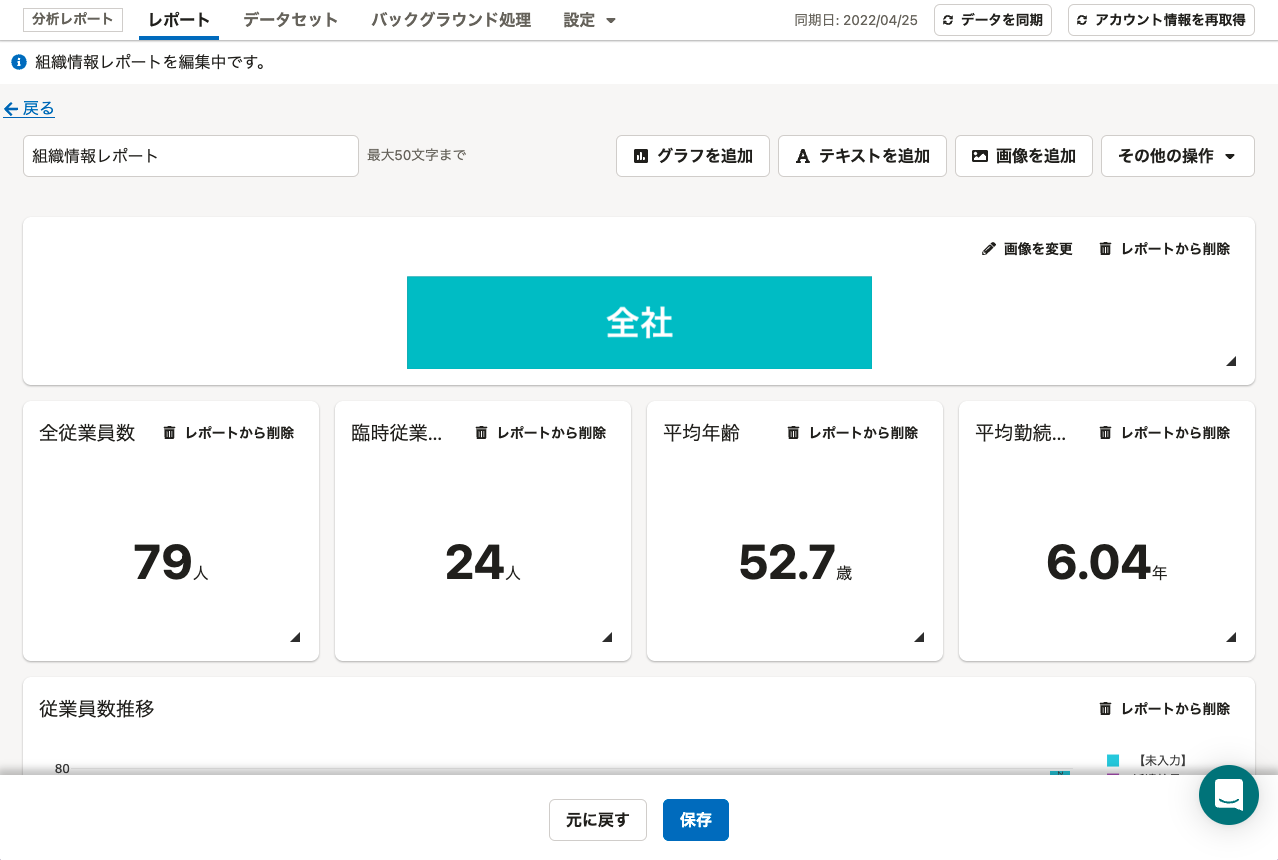 分析レポート レポート データセット バックグラウンド処理 設定 同期日: 2022/04/25 データを同期 アカウント情報を再取得
組織情報レポートを編集中です。
戻る
組織情報レポート 最大50文字まで グラフを追加 テキストを追加 画像を追加 その他の操作
画像を変更 レポートから削除
全社
全従業員数 レポートから削除 臨時従業... レポートから削除 平均年齢 レポートから削除 平均勤続... レポートから削除
79人 24人 52.7歳 6.04年
従業員数推移 レポートから削除
【未入力】
80
元に戻す 保存